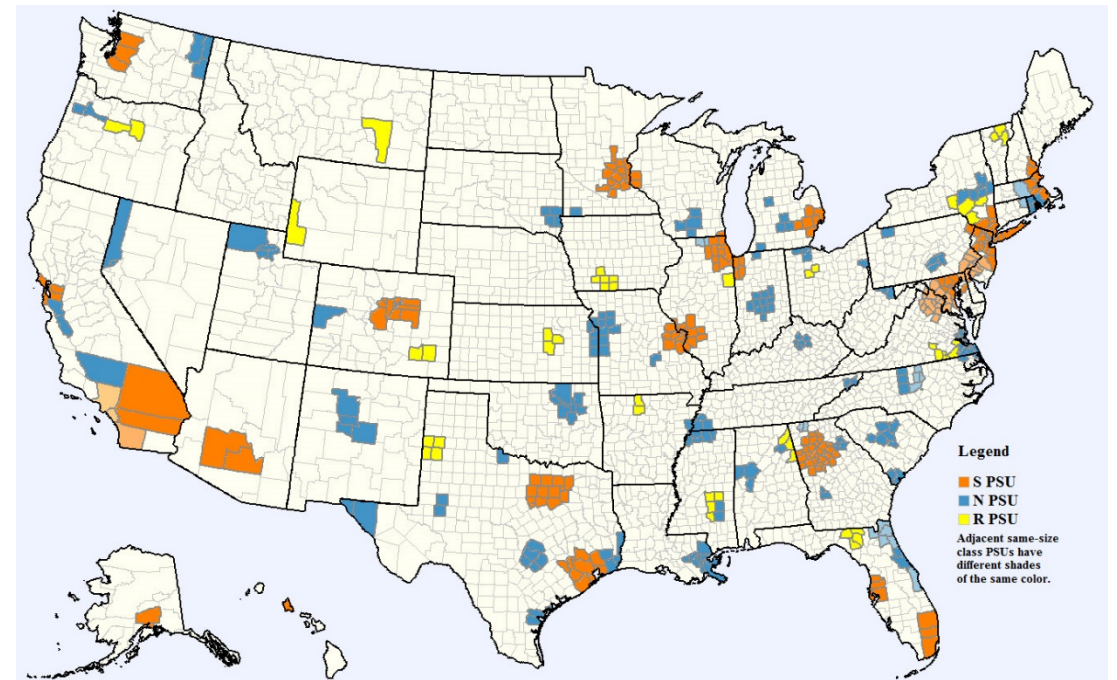 Legend
S PSU
N PSU
R PSU
Adjacent same-size
class PSUs have
different shades
of the same color.